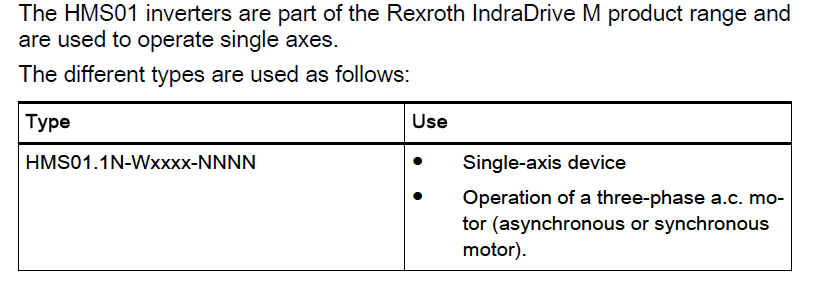 The HMS01 inverters are part of the Rexroth IndraDrive M product range and
are used to operate single axes.
The different types are used as follows:
Type
Use
HMS01.1N-Wxxxx-NNNN
● Single-axis device
● Operation of a three-phase a.c. mo-
tor (asynchronous or synchronous
motor).